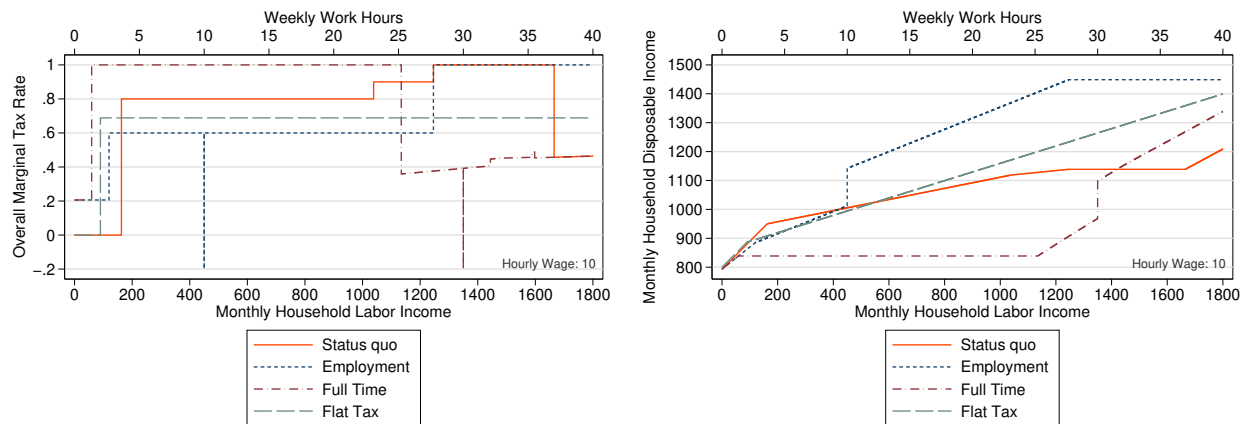 Weekly Work Hours
0 5 10 15 20 25 30 35 40
Overall Marginal Tax Rate
1
.8
.6
.4
.2
0
-.2
Hourly Wage: 10
0 200 400 600 800 1000 1200 1400 1600 1800
Monthly Household Labor Income
Status quo
Employment
Full Time
Flat Tax
Weekly Work Hours
0 5 10 15 20 25 30 35 40
Monthly Household Disposable Income
1500
1400
1300
1200
1100
1000
900
800
Hourly Wage: 10
0 200 400 600 800 1000 1200 1400 1600 1800
Monthly Household Labor Income
Status quo
Employment
Full Time
Flat Tax